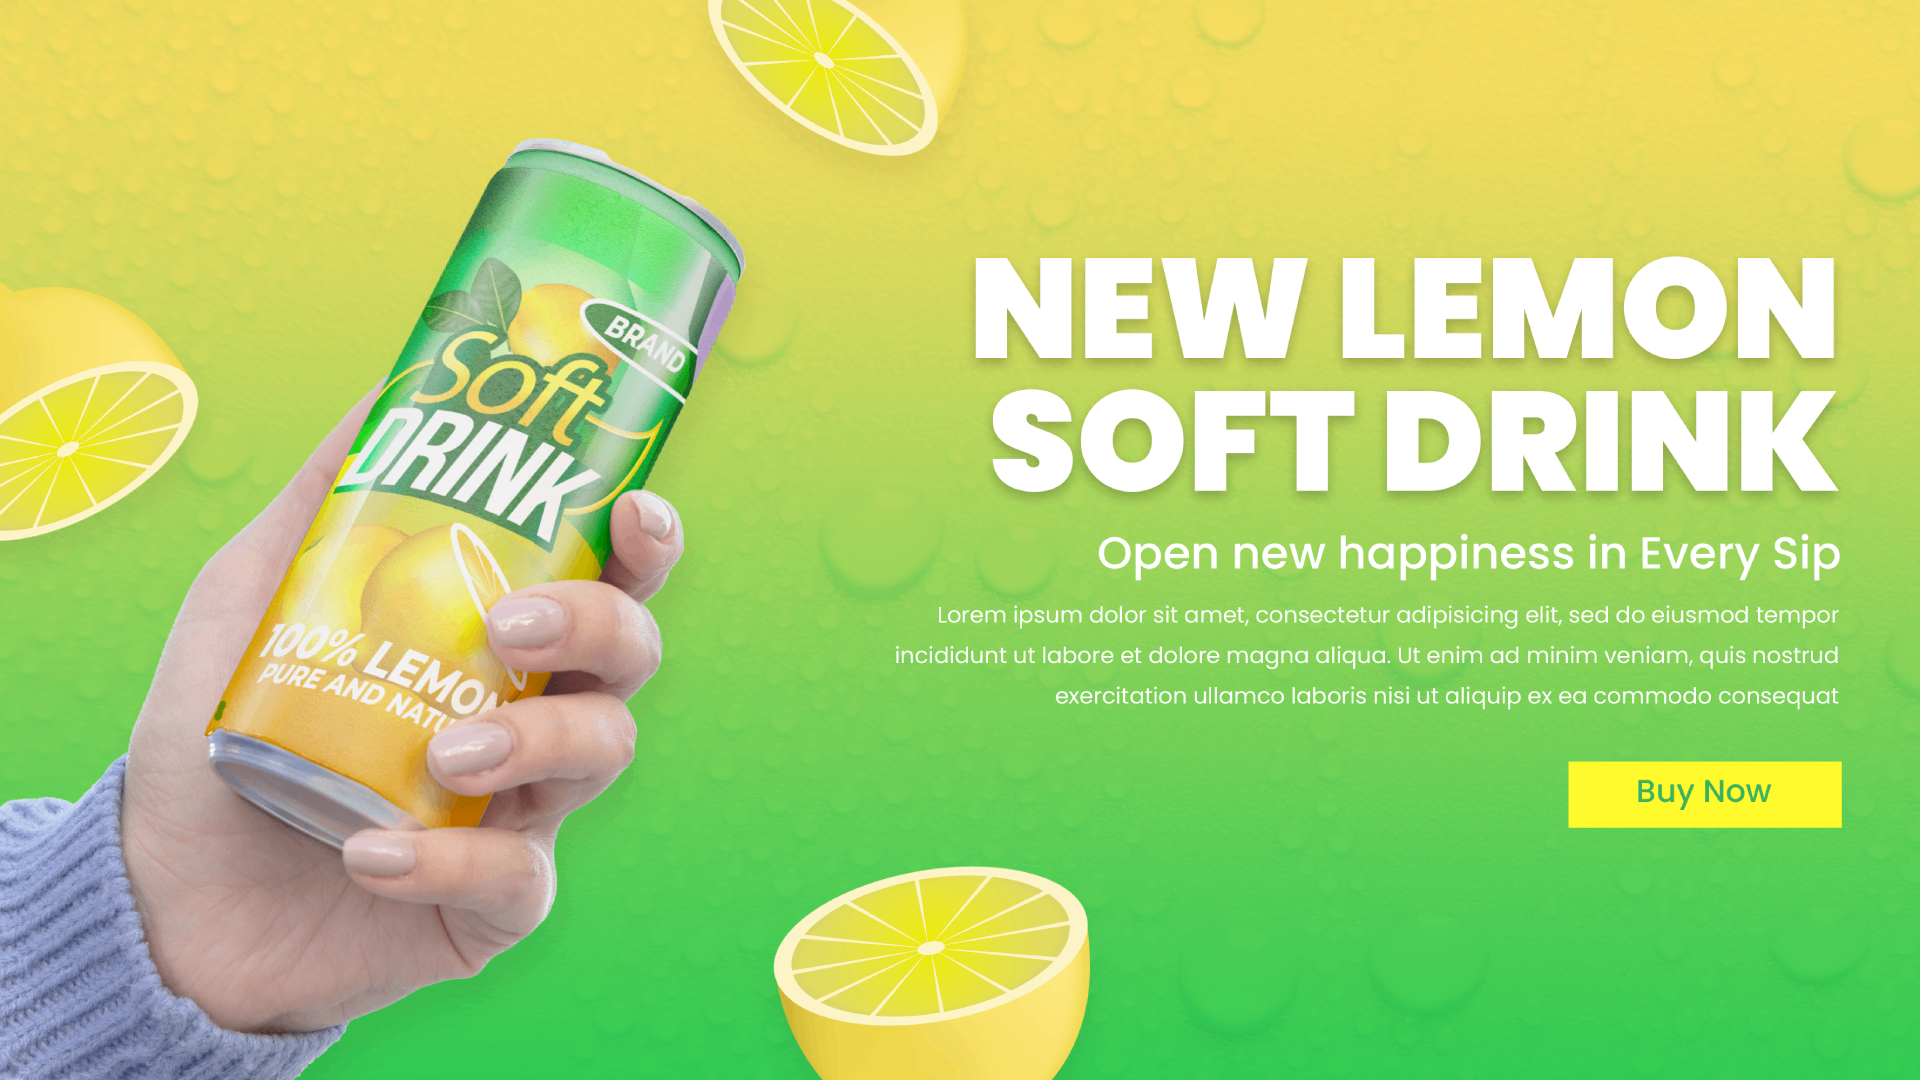 BRAND
Soft
DRINK
100% LEMON
PURE AND
NEW LEMON
SOFT DRINK
Open new happiness in Every Sip
Lorem ipsum dolor sit amet, consectetur adipisicing elit, sed do eiusmod tempor
incididunt ut labore et dolore magna aliqua. Ut enim ad minim veniam, quis nostrud
exercitation ullamco laboris nisi ut aliquip ex ea commodo consequat
Buy Now